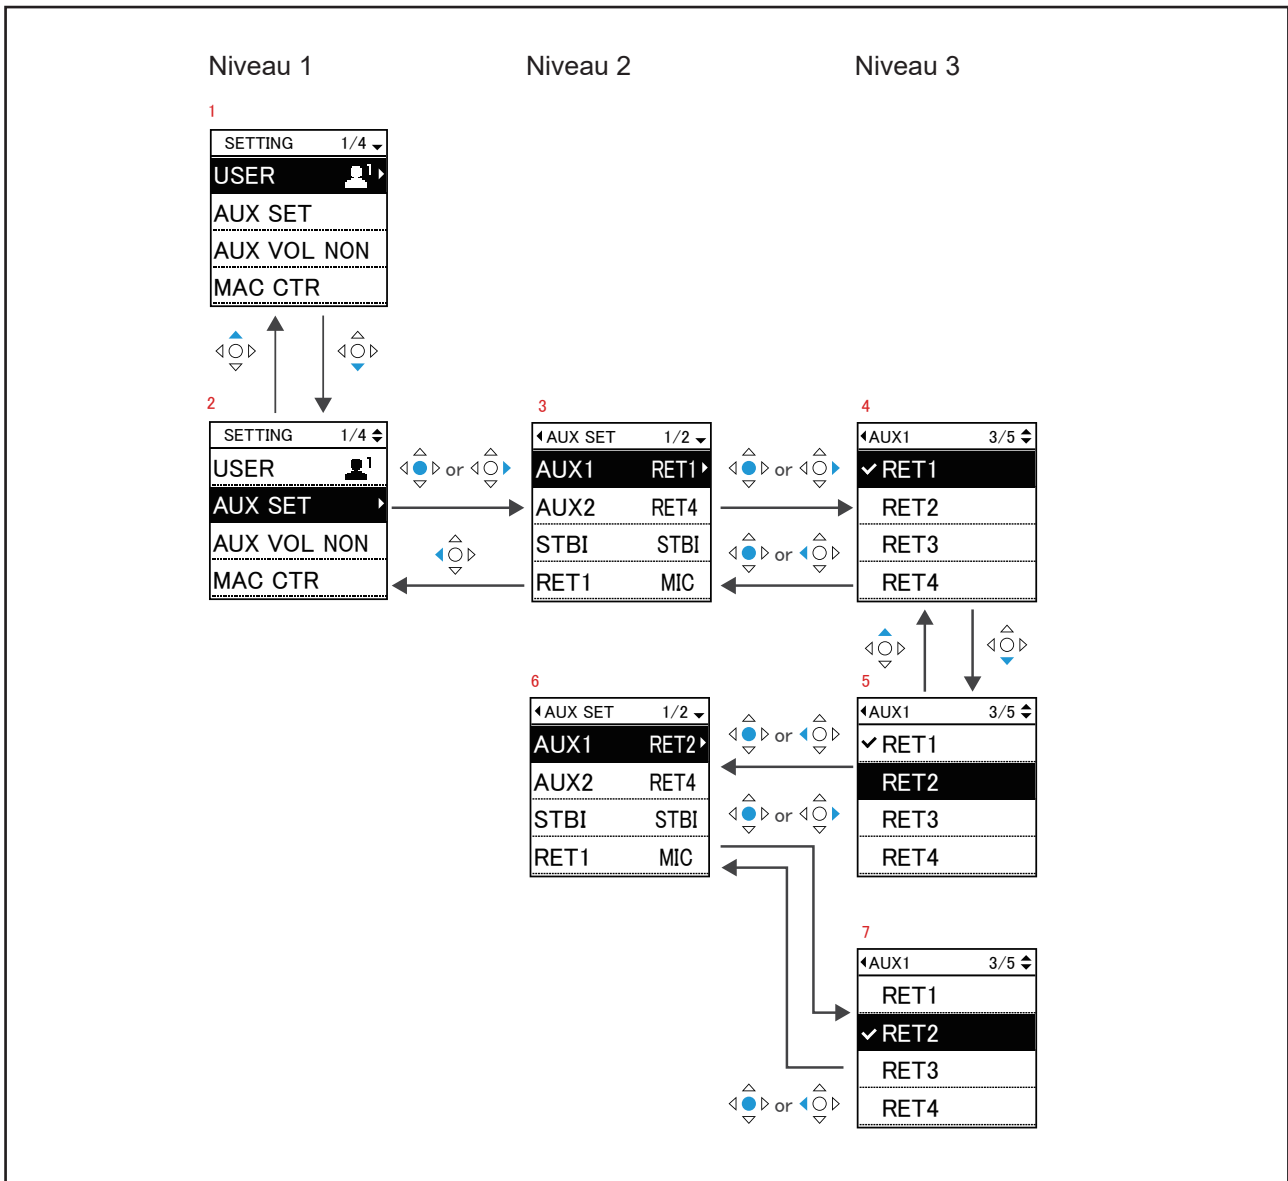 Niveau 1 Niveau 2 Niveau 3
1
SETTING 1/4
USER 1
AUX SET
AUX VOL NON
MAC CTR
2
SETTING 1/4
USER 1
AUX SET
AUX VOL NON
MAC CTR
or
3
AUX SET 1/2
AUX1 RET1
AUX2 RET4
STBI STBI
RET1 MIC
or
or
4
AUX1 3/5
RET1
RET2
RET3
RET4
5
AUX1 3/5
RET1
RET2
RET3
RET4
or
or
6
AUX SET 1/2
AUX1 RET2
AUX2 RET4
STBI STBI
RET1 MIC
7
AUX1 3/5
RET1
RET2
RET3
RET4
or